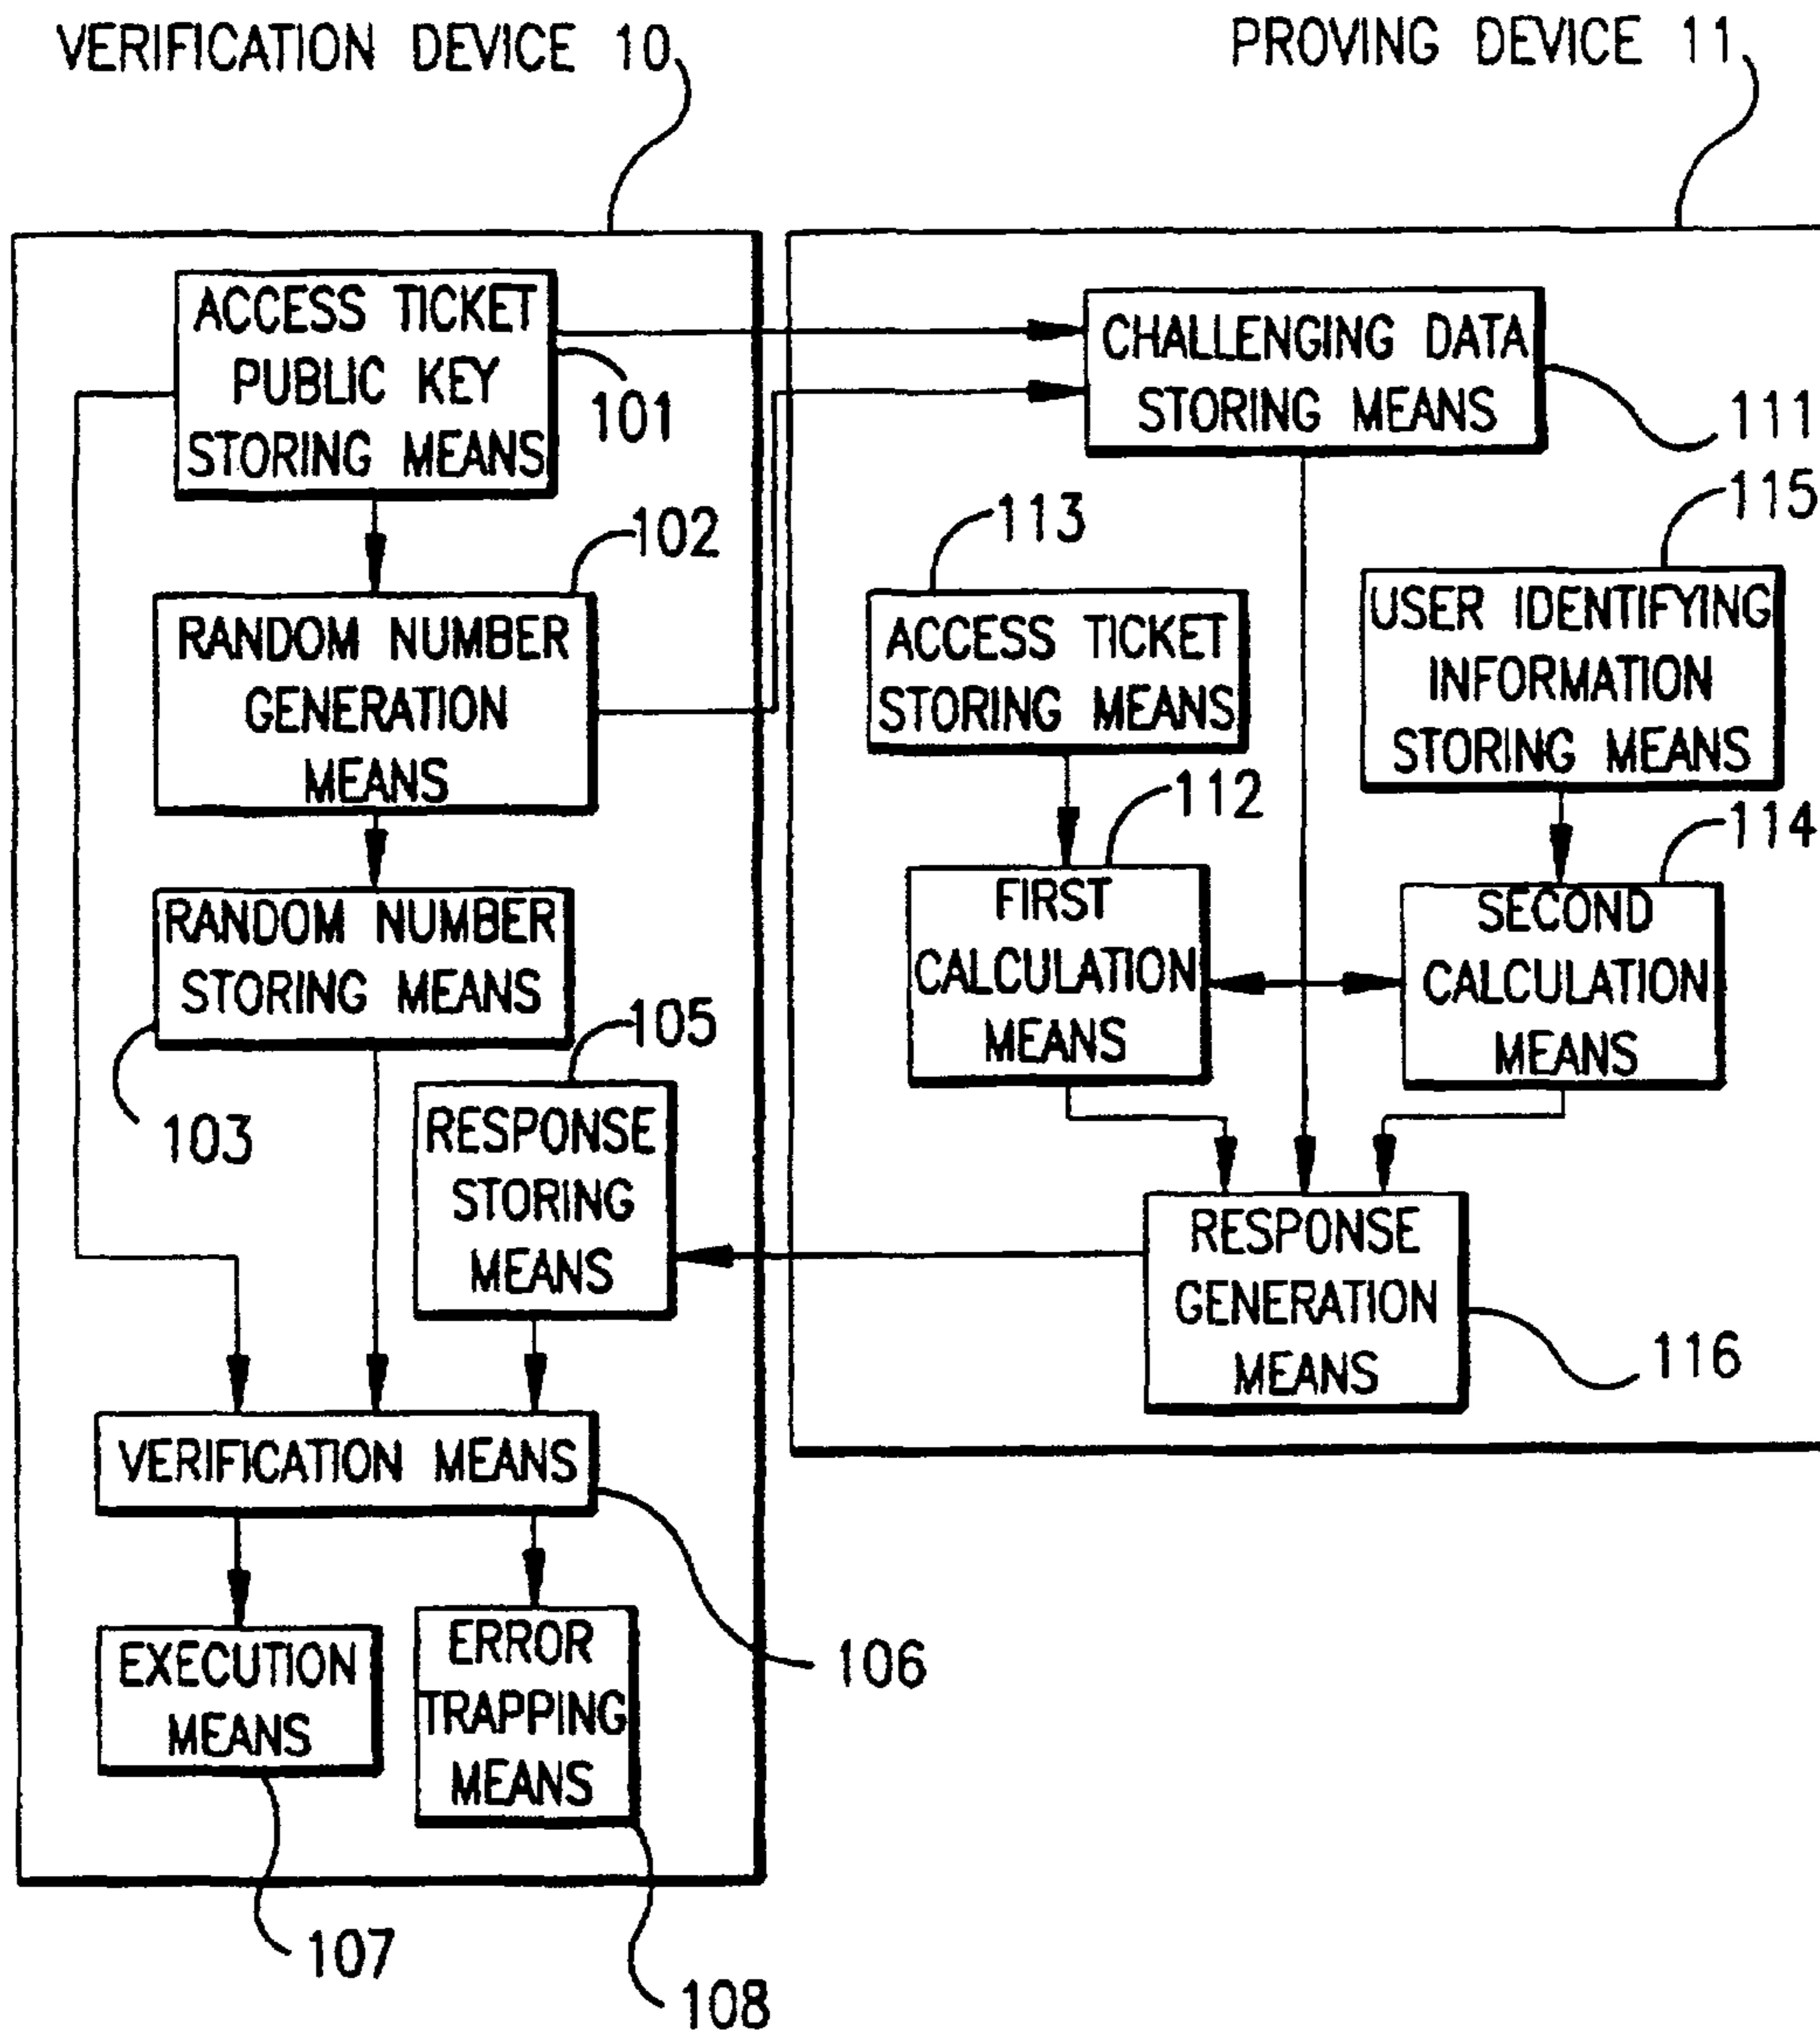 VERIFICATION DEVICE 10
PROVING DEVICE 11
ACCESS TICKET
PUBLIC KEY
STORING MEANS
101
RANDOM NUMBER
GENERATION
MEANS
102
RANDOM NUMBER
STORING MEANS
103
RESPONSE
STORING
MEANS
105
VERIFICATION MEANS
106
EXECUTION
MEANS
107
ERROR
TRAPPING
MEANS
108
CHALLENGING DATA
STORING MEANS
111
113
ACCESS TICKET
STORING MEANS
115
USER IDENTIFYING
INFORMATION
STORING MEANS
112
FIRST
CALCULATION
MEANS
114
SECOND
CALCULATION
MEANS
RESPONSE
GENERATION
MEANS
116